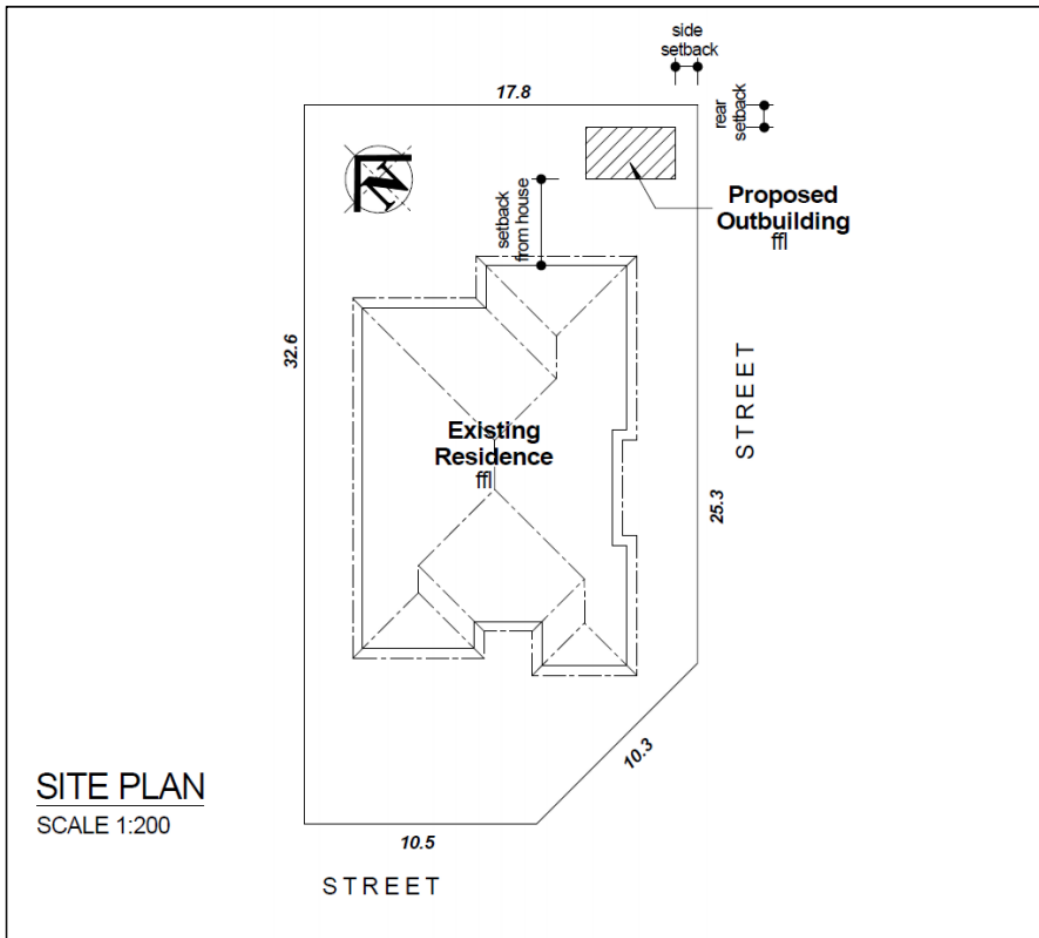 side
setback
17.8
rear
setback
N
setback
from house
Proposed
Outbuilding
ffl
32.6
STREET
Existing
Residence
ffl
25.3
10.3
SITE PLAN
SCALE 1:200
10.5
STREET